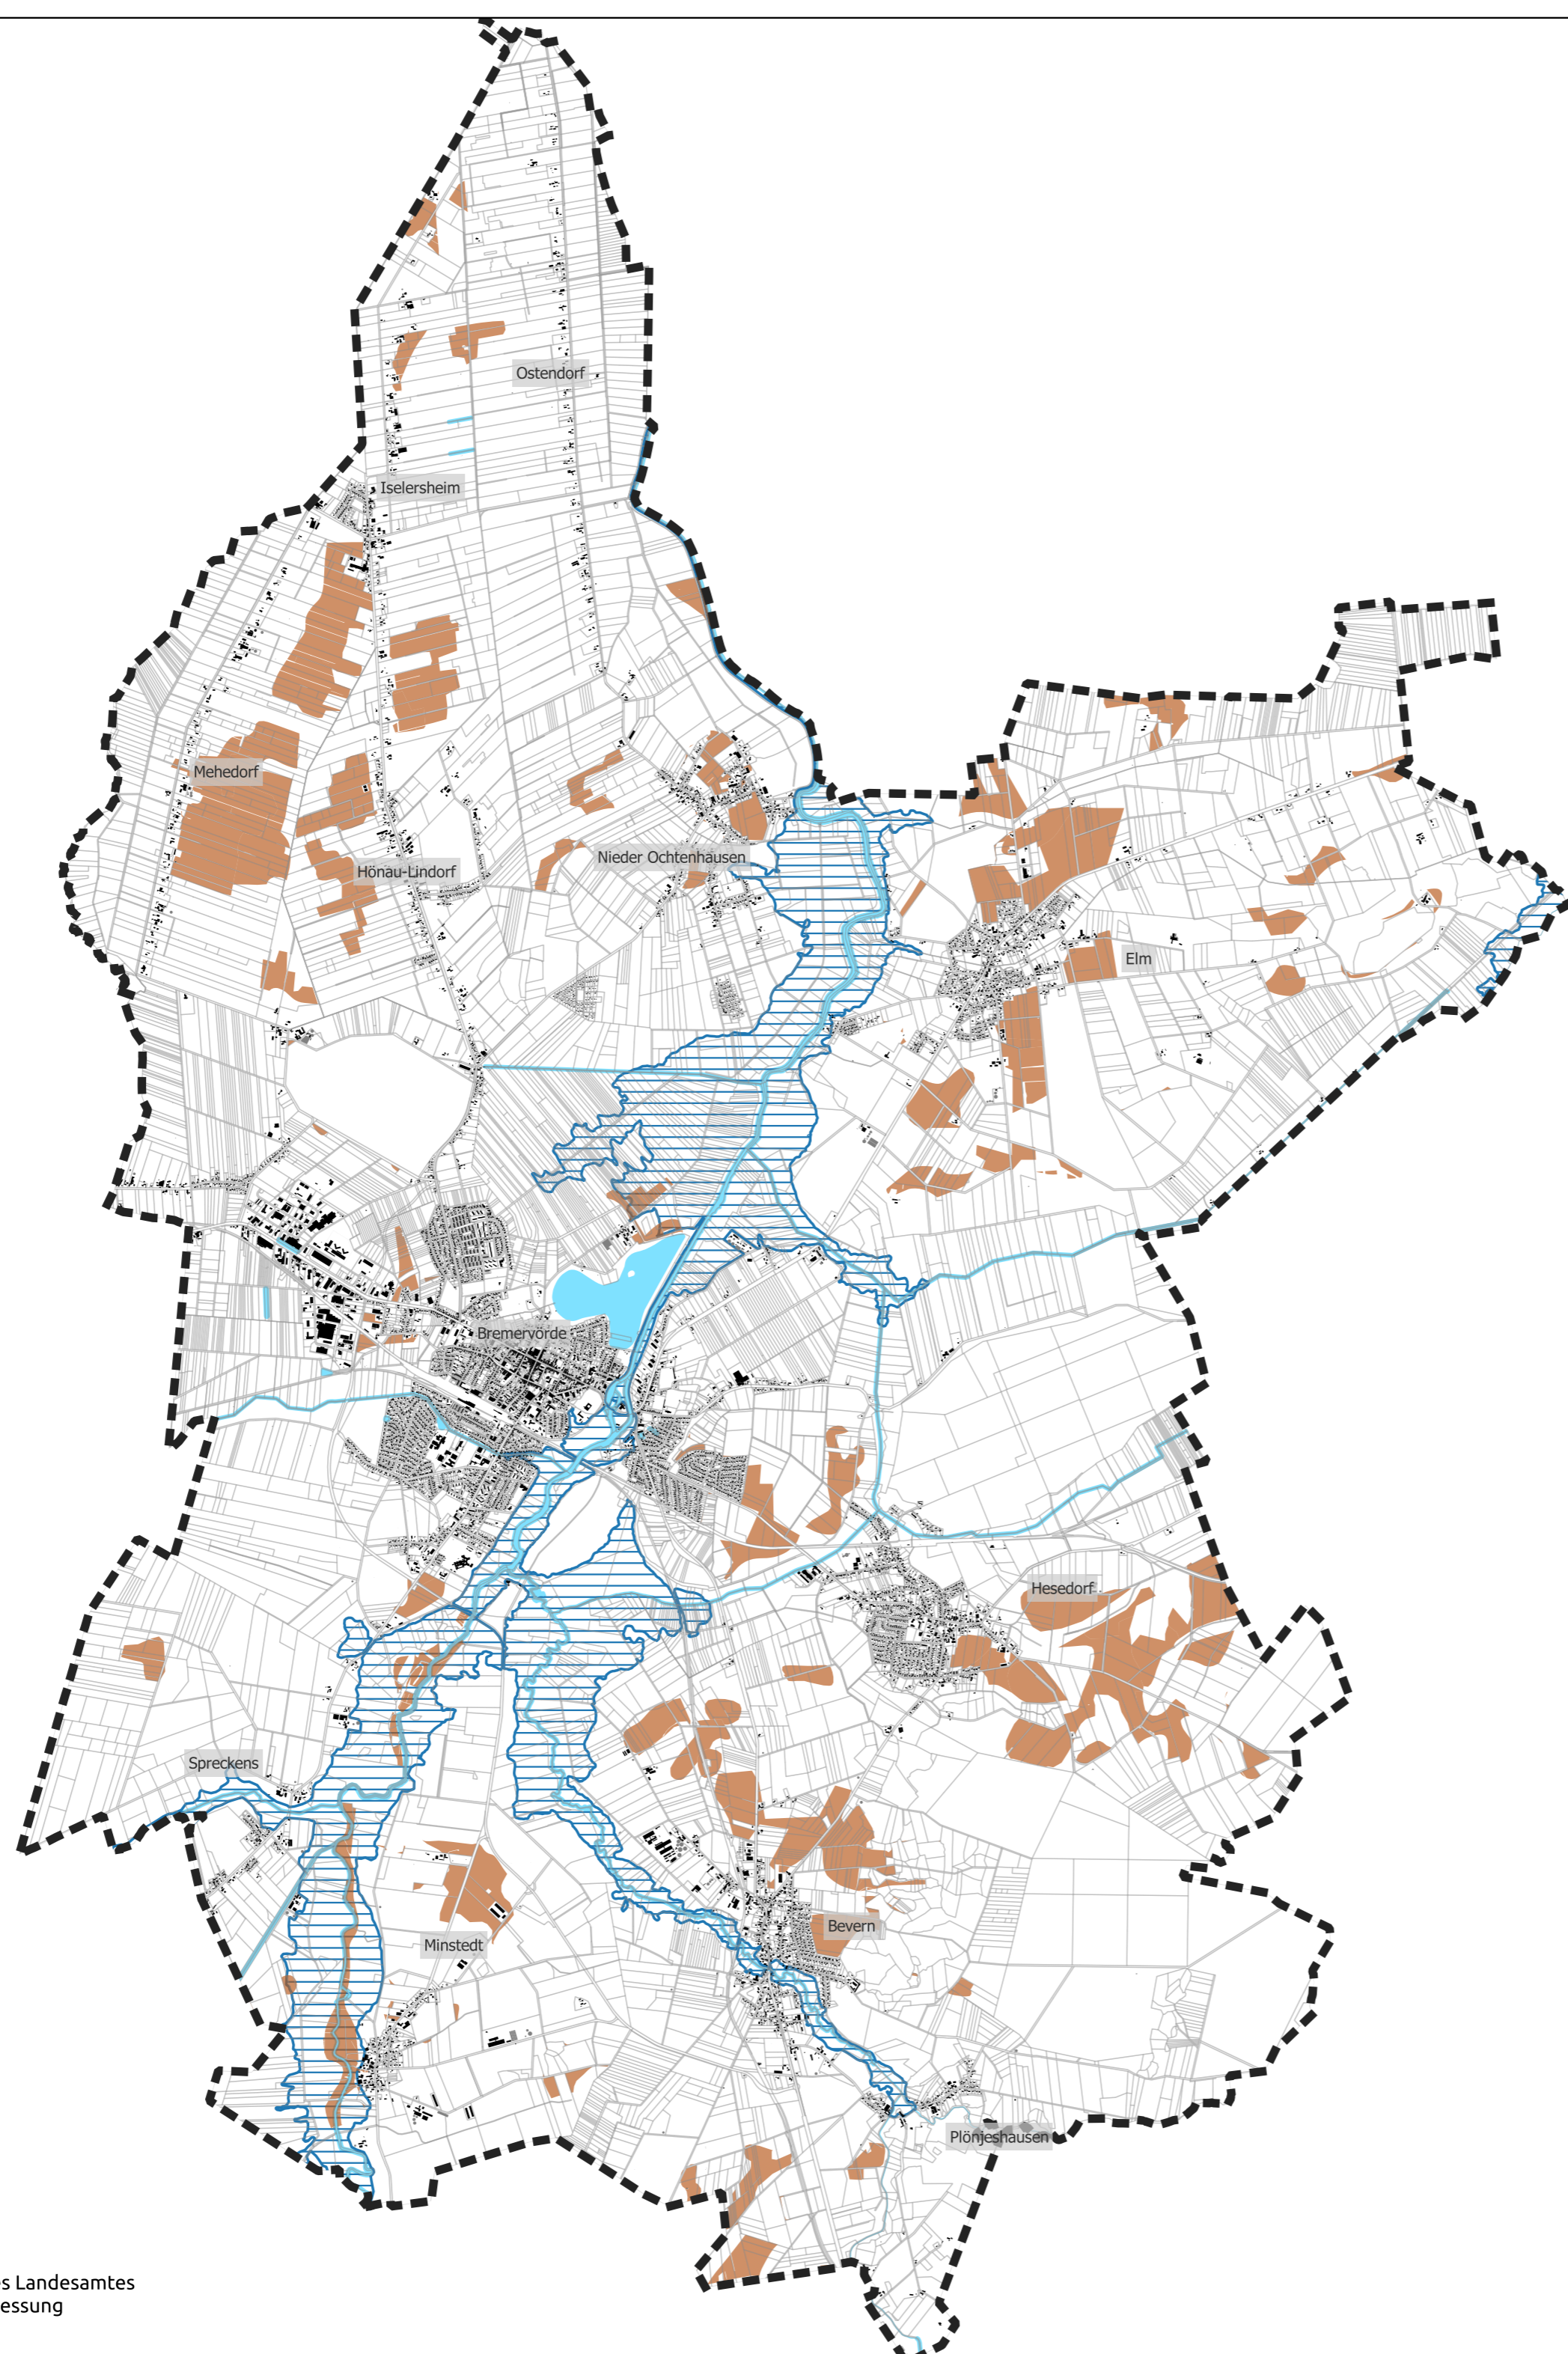 Ostendorf
Iselersheim
Mehedorf
Nieder Ochtenhausen
Hönau-Lindorf
Elm
Bremervörde
Hesedorf
Spreckens
Bevern
Minstedt
Plönjeshausen
s Landesamtes
essung